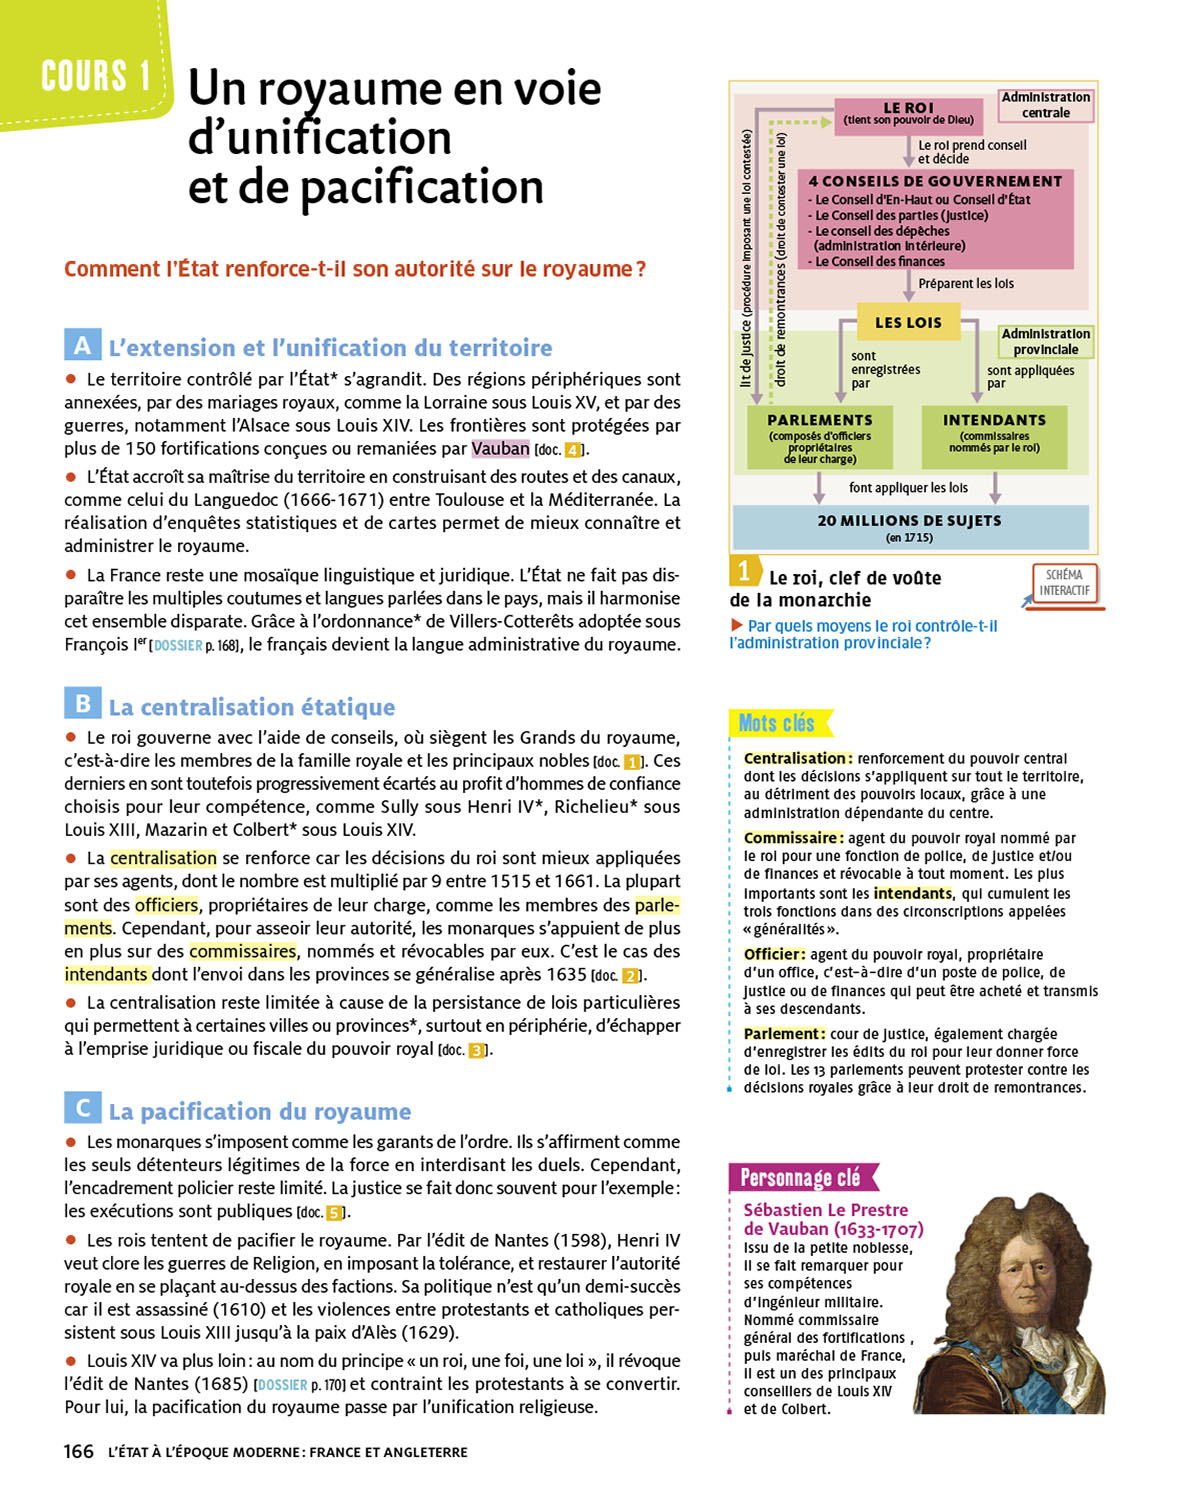 COURS 1
Un royaume en voie
d'unification
et de pacification
Comment l'État renforce-t-il son autorité sur le royaume ?
A L'extension et l'unification du territoire
• Le territoire contrôlé par l'État* s'agrandit. Des régions périphériques sont
annexées, par des mariages royaux, comme la Lorraine sous Louis XV, et par des
guerres, notamment l'Alsace sous Louis XIV. Les frontières sont protégées par
plus de 150 fortifications conçues ou remaniées par Vauban [doc. 4].
• L'État accroît sa maîtrise du territoire en construisant des routes et des canaux,
comme celui du Languedoc (1666-1671) entre Toulouse et la Méditerranée. La
réalisation d'enquêtes statistiques et de cartes permet de mieux connaître et
administrer le royaume.
• La France reste une mosaïque linguistique et juridique. L'État ne fait pas dis-
paraître les multiples coutumes et langues parlées dans le pays, mais il harmonise
cet ensemble disparate. Grâce à l'ordonnance* de Villers-Cotterêts adoptée sous
François Ier [DOSSIER p. 168], le français devient la langue administrative du royaume.
B La centralisation étatique
• Le roi gouverne avec l'aide de conseils, où siègent les Grands du royaume,
c'est-à-dire les membres de la famille royale et les principaux nobles [doc. 1]. Ces
derniers en sont toutefois progressivement écartés au profit d'hommes de confiance
choisis pour leur compétence, comme Sully sous Henri IV*, Richelieu* sous
Louis XIII, Mazarin et Colbert* sous Louis XIV.
• La centralisation se renforce car les décisions du roi sont mieux appliquées
par ses agents, dont le nombre est multiplié par 9 entre 1515 et 1661. La plupart
sont des officiers, propriétaires de leur charge, comme les membres des parle-
ments. Cependant, pour asseoir leur autorité, les monarques s'appuient de plus
en plus sur des commissaires, nommés et révocables par eux. C'est le cas des
intendants dont l'envoi dans les provinces se généralise après 1635 [doc. 2].
• La centralisation reste limitée à cause de la persistance de lois particulières
qui permettent à certaines villes ou provinces*, surtout en périphérie, d'échapper
à l'emprise juridique ou fiscale du pouvoir royal [doc. 3].
C La pacification du royaume
• Les monarques s'imposent comme les garants de l'ordre. Ils s'affirment comme
les seuls détenteurs légitimes de la force en interdisant les duels. Cependant,
l'encadrement policier reste limité. La justice se fait donc souvent pour l'exemple :
les exécutions sont publiques [doc. 5].
• Les rois tentent de pacifier le royaume. Par l'édit de Nantes (1598), Henri IV
veut clore les guerres de Religion, en imposant la tolérance, et restaurer l'autorité
royale en se plaçant au-dessus des factions. Sa politique n'est qu'un demi-succès
car il est assassiné (1610) et les violences entre protestants et catholiques per-
sistent sous Louis XIII jusqu'à la paix d'Alès (1629).
• Louis XIV va plus loin : au nom du principe « un roi, une foi, une loi », il révoque
l'édit de Nantes (1685) [DOSSIER p. 170] et contraint les protestants à se convertir.
Pour lui, la pacification du royaume passe par l'unification religieuse.
166 L'ÉTAT À L'ÉPOQUE MODERNE : FRANCE ET ANGLETERRE
Administration
centrale
LE ROI
(tient son pouvoir de Dieu)
Le roi prend conseil
et décide
4 CONSEILS DE GOUVERNEMENT
- Le Conseil d'En-Haut ou Conseil d'État
- Le Conseil des parties (justice)
- Le conseil des dépêches
(administration intérieure)
- Le Conseil des finances
Préparent les lois
lit de justice (procédure imposant une loi contestée)
droit de remontrances (droit de contester une loi)
LES LOIS
Administration
provinciale
sont
enregistrées
par
sont appliquées
par
PARLEMENTS
(composés d'officiers
propriétaires
de leur charge)
INTENDANTS
(commissaires
nommés par le roi)
font appliquer les lois
20 MILLIONS DE SUJETS
(en 1715)
1 Le roi, clef de voûte
de la monarchie
SCHÉMA
INTERACTIF
▶ Par quels moyens le roi contrôle-t-il
l'administration provinciale ?
Mots clés
Centralisation : renforcement du pouvoir central
dont les décisions s'appliquent sur tout le territoire,
au détriment des pouvoirs locaux, grâce à une
administration dépendante du centre.
Commissaire : agent du pouvoir royal nommé par
le roi pour une fonction de police, de justice et/ou
de finances et révocable à tout moment. Les plus
importants sont les intendants, qui cumulent les
trois fonctions dans des circonscriptions appelées
« généralités ».
Officier : agent du pouvoir royal, propriétaire
d'un office, c'est-à-dire d'un poste de police, de
justice ou de finances qui peut être acheté et transmis
à ses descendants.
Parlement : cour de justice, également chargée
d'enregistrer les édits du roi pour leur donner force
de loi. Les 13 parlements peuvent protester contre les
décisions royales grâce à leur droit de remontrances.
Personnage clé
Sébastien Le Prestre
de Vauban (1633-1707)
Issu de la petite noblesse,
il se fait remarquer pour
ses compétences
d'ingénieur militaire.
Nommé commissaire
général des fortifications ,
puis maréchal de France,
il est un des principaux
conseillers de Louis XIV
et de Colbert.